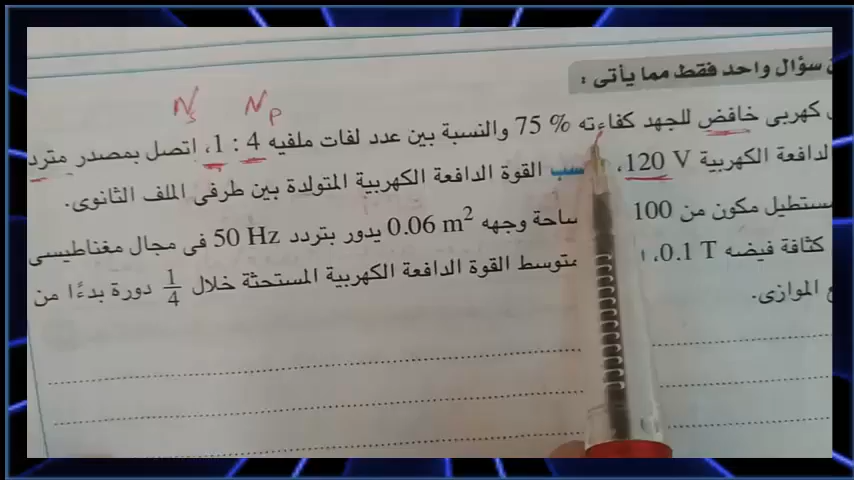 Ns Np
سؤال واحد فقط مما يأتى :
كهربى خافض للجهد كفاءته % 75 والنسبة بين عدد لفات ملفيه 4 : 1، اتصل بمصدر متردد
الدافعة الكهربية 120 V، القوة الدافعة الكهربية المتولدة بين طرفى الملف الثانوى.
مستطيل مكون من 100 مساحة وجهه 0.06 m² يدور بتردد 50 Hz فى مجال مغناطيسى
كثافة فيضه 0.1 T، متوسط القوة الدافعة الكهربية المستحثة خلال 1/4 دورة بدءًا من
الموازى.